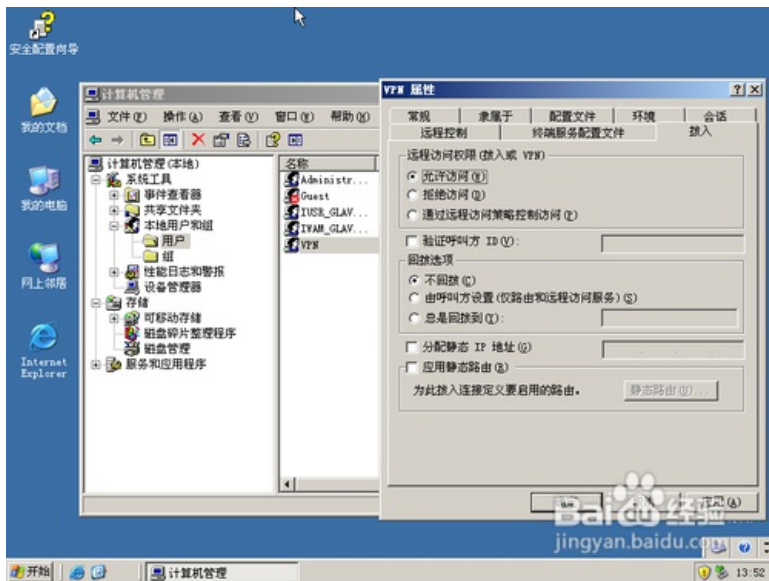 安全配置向导
我的文档
我的电脑
网上邻居
Internet
Explorer
计算机管理
文件(F) 操作(A) 查看(V) 窗口(W) 帮助(H)
计算机管理(本地)
系统工具
事件查看器
共享文件夹
本地用户和组
用户
组
性能日志和警报
设备管理器
存储
可移动存储
磁盘碎片整理程序
磁盘管理
服务和应用程序
名称
Administr...
Guest
IUSR_GLAV...
IWAM_GLAV...
VPN
VPN 属性
常规 隶属于 配置文件 环境 会话
远程控制 终端服务配置文件 拨入
远程访问权限(拨入或 VPN)
允许访问(W)
拒绝访问(D)
通过远程访问策略控制访问(P)
验证呼叫方 ID(V):
回拨选项
不回拨(C)
由呼叫方设置(仅路由和远程访问服务)(S)
总是回拨到(Y):
分配静态 IP 地址(G)
应用静态路由(R)
为此拨入连接定义要启用的路由。
静态路由(U)...
(A)
Baidu 经验
jingyan.baidu.com
开始
计算机管理
13:52